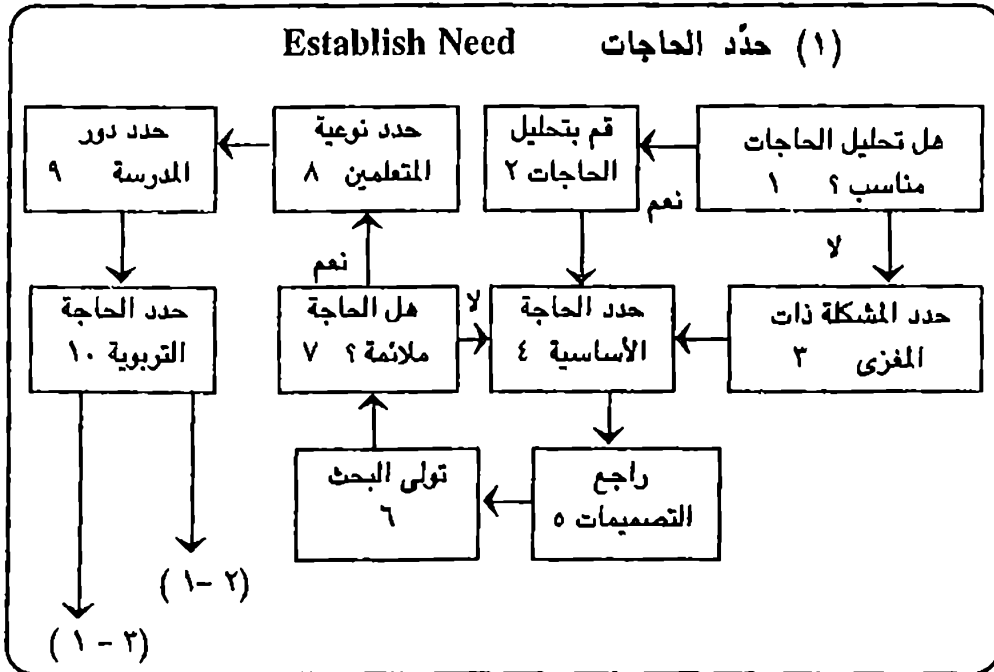 (١) حدّد الحاجات Establish Need
هل تحليل الحاجات
مناسب ؟ ١
نعم
لا
قم بتحليل
الحاجات ٢
حدد المشكلة ذات
المغزى ٣
حدد الحاجة
الأساسية ٤
راجع
التصميمات ٥
تولى البحث
٦
هل الحاجة
ملائمة ؟ ٧
لا
نعم
حدد نوعية
المتعلمين ٨
حدد دور
المدرسة ٩
حدد الحاجة
التربوية ١٠
(٢ – ١)
(٣ – ١)